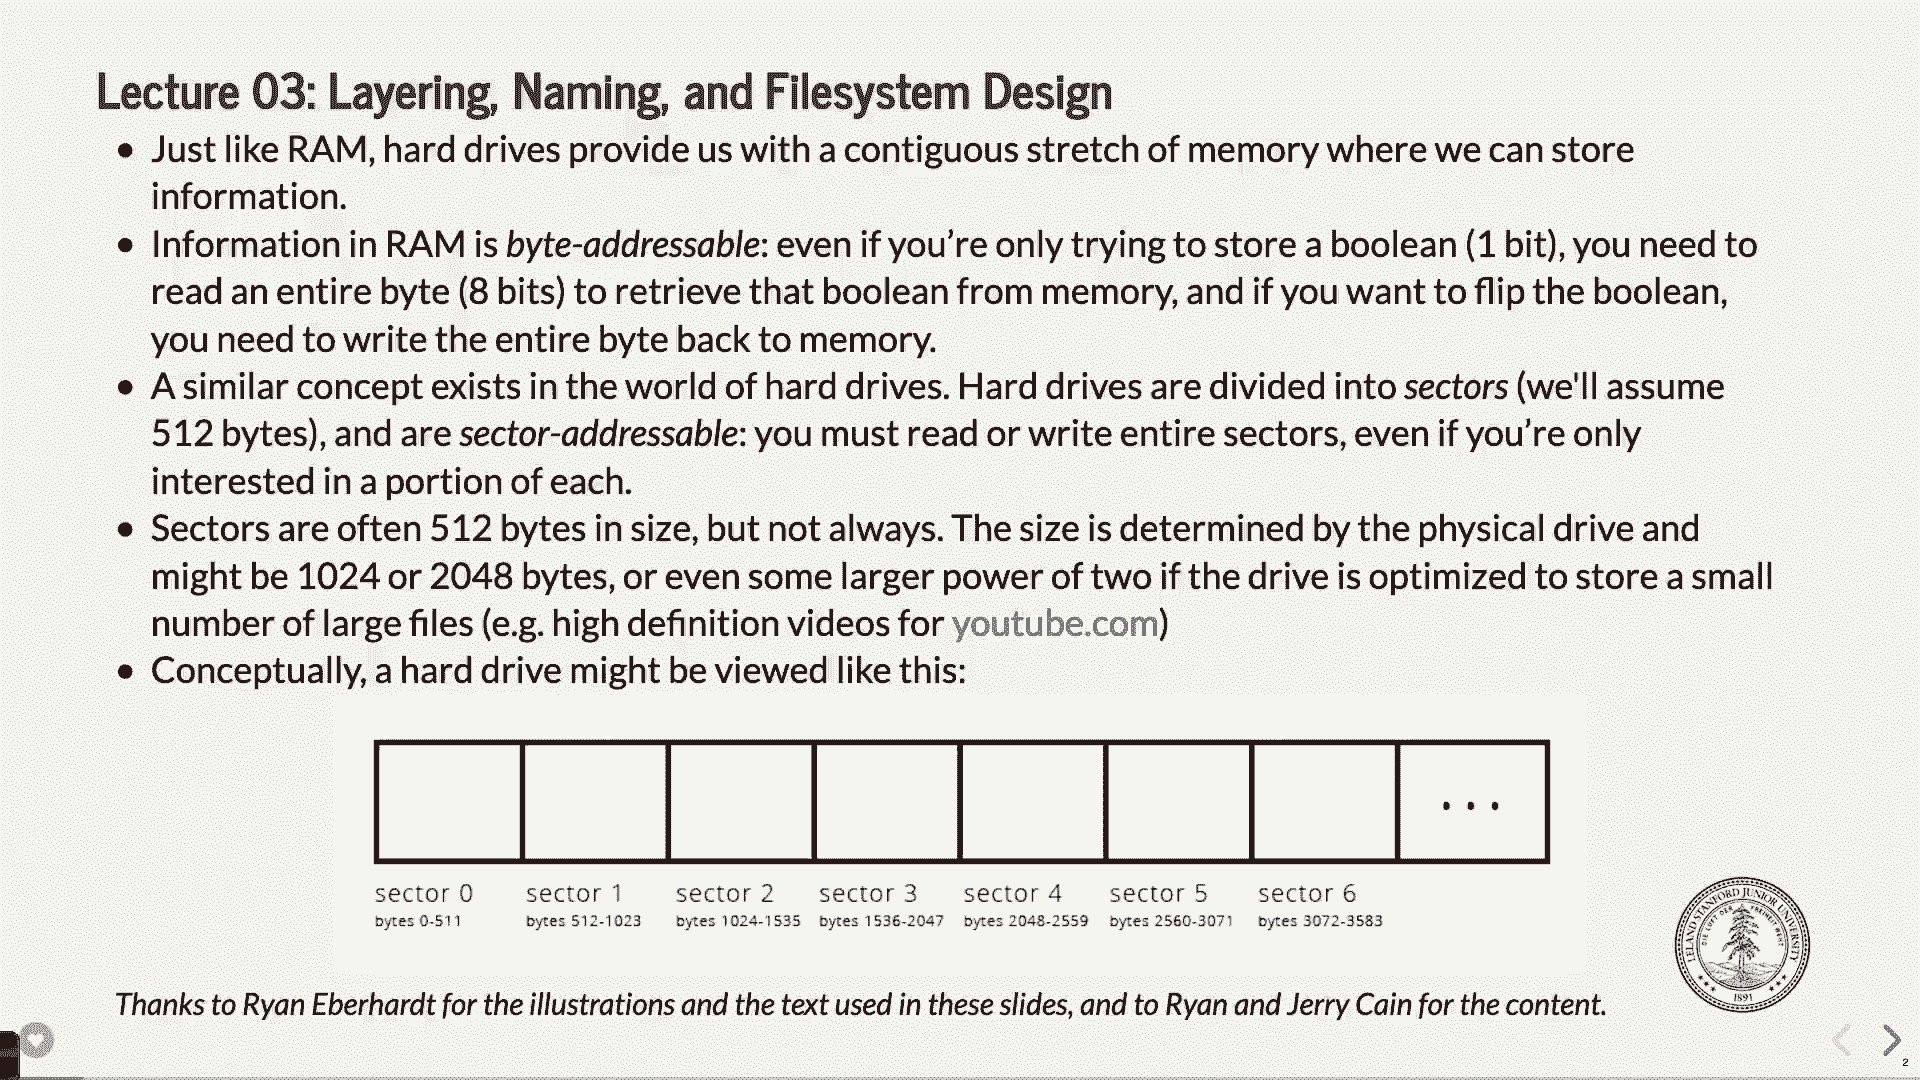 Lecture 03: Layering, Naming, and Filesystem Design
• Just like RAM, hard drives provide us with a contiguous stretch of memory where we can store
information.
• Information in RAM is byte-addressable: even if you’re only trying to store a boolean (1 bit), you need to
read an entire byte (8 bits) to retrieve that boolean from memory, and if you want to flip the boolean,
you need to write the entire byte back to memory.
• A similar concept exists in the world of hard drives. Hard drives are divided into sectors (we'll assume
512 bytes), and are sector-addressable: you must read or write entire sectors, even if you’re only
interested in a portion of each.
• Sectors are often 512 bytes in size, but not always. The size is determined by the physical drive and
might be 1024 or 2048 bytes, or even some larger power of two if the drive is optimized to store a small
number of large files (e.g. high definition videos for youtube.com)
• Conceptually, a hard drive might be viewed like this:
...
sector 0 sector 1 sector 2 sector 3 sector 4 sector 5 sector 6
bytes 0-511 bytes 512-1023 bytes 1024-1535 bytes 1536-2047 bytes 2048-2559 bytes 2560-3071 bytes 3072-3583
LELAND STANFORD JUNIOR UNIVERSITY
DIE LUFT DER FREIHEIT WEHT
1891
Thanks to Ryan Eberhardt for the illustrations and the text used in these slides, and to Ryan and Jerry Cain for the content.
2